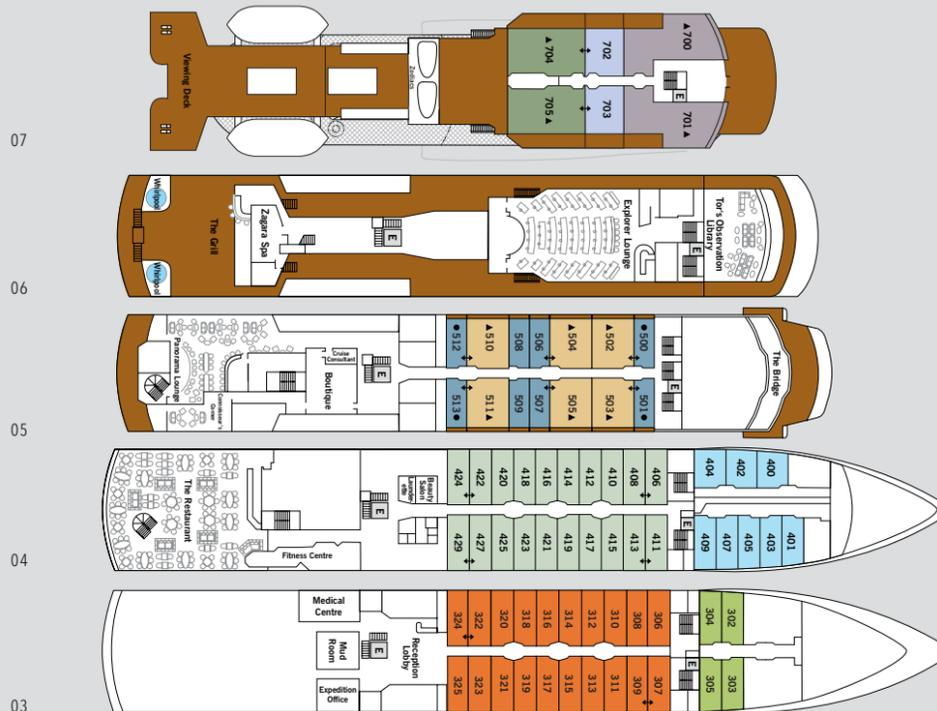 07
Viewing Deck
Zodiacs
▲704
702
▲700
E
705▲
703
701▲
06
Whirlpool
The Grill
Zagara Spa
E
Explorer Lounge
E
Tor's Observation
Library
Whirlpool
05
Panorama Lounge
Connoisseur's
Corner
Cruise
Consultant
Boutique
E
●512
▲510
508
506
▲504
▲502
●500
513●
511▲
509
507
505▲
503▲
501●
E
The Bridge
04
The Restaurant
Fitness Centre
E
Beauty
Salon
Launder-
ette
424
422
420
418
416
414
412
410
408
406
429
427
425
423
421
419
417
415
413
411
E
404
402
400
409
407
405
403
401
03
Medical
Centre
Mud
Room
E
Expedition
Office
Reception
Lobby
324
322
320
318
316
314
312
310
308
306
325
323
321
319
317
315
313
311
309
307
E
304
302
305
303